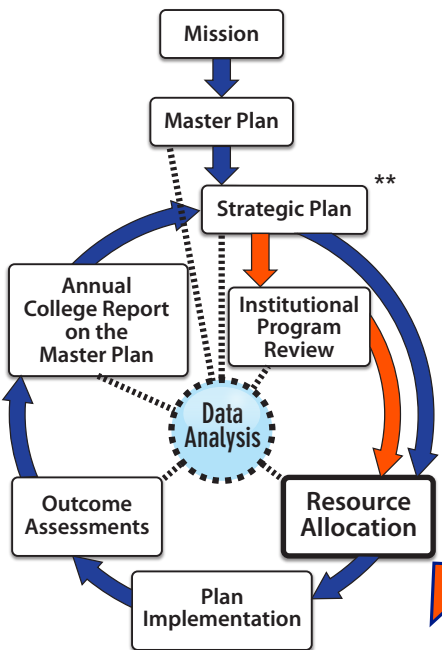 Mission
Master Plan
**
Strategic Plan
Annual
College Report
on the
Master Plan
Institutional
Program
Review
Data
Analysis
Outcome
Assessments
Resource
Allocation
Plan
Implementation